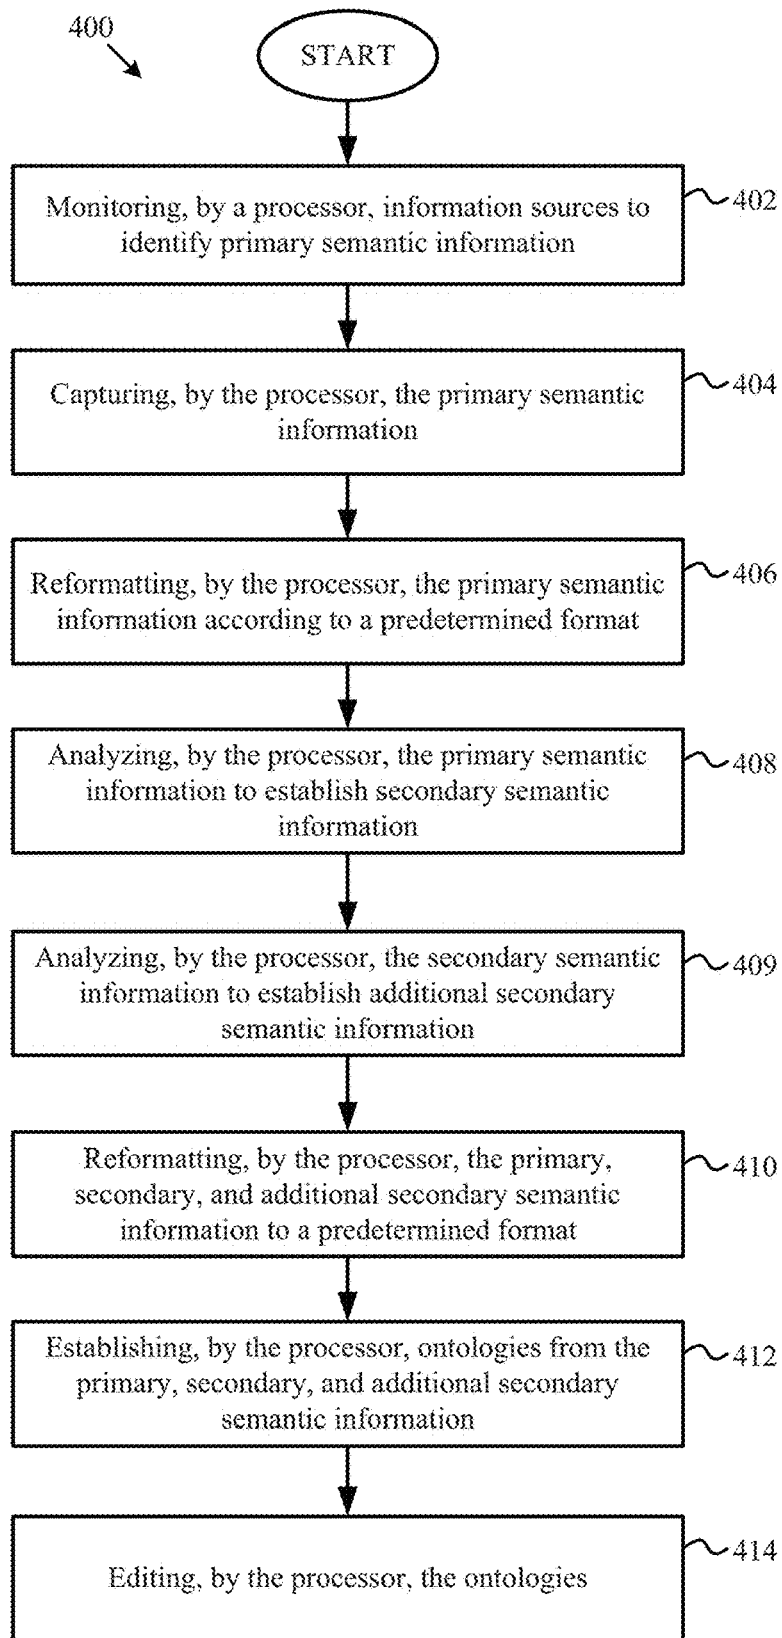 400
START
Monitoring, by a processor, information sources to
identify primary semantic information
402
Capturing, by the processor, the primary semantic
information
404
Reformatting, by the processor, the primary semantic
information according to a predetermined format
406
Analyzing, by the processor, the primary semantic
information to establish secondary semantic
information
408
Analyzing, by the processor, the secondary semantic
information to establish additional secondary
semantic information
409
Reformatting, by the processor, the primary,
secondary, and additional secondary semantic
information to a predetermined format
410
Establishing, by the processor, ontologies from the
primary, secondary, and additional secondary
semantic information
412
Editing, by the processor, the ontologies
414